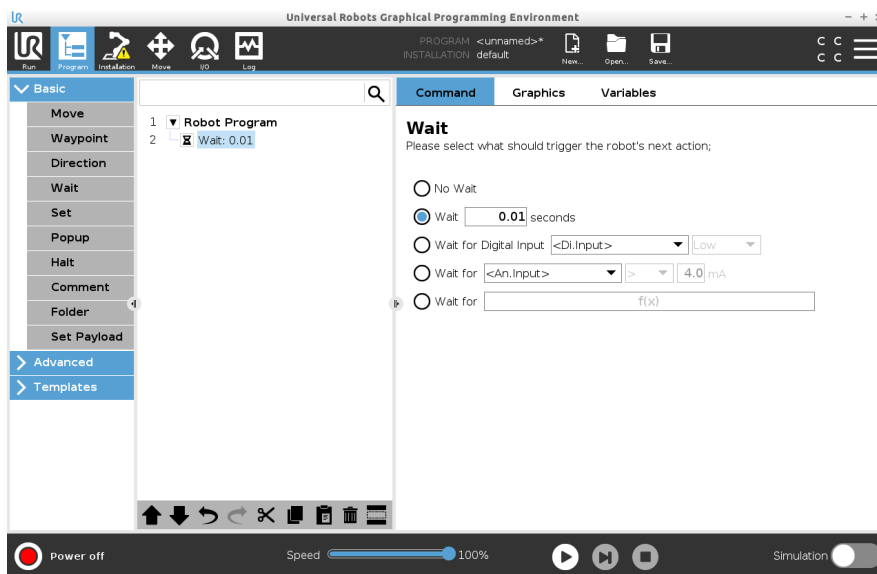 UR Universal Robots Graphical Programming Environment
UR
PROGRAM <unnamed>*
INSTALLATION default
Run Program Installation Move I/O Log New... Open... Save...
C C
C C
Basic
Move
Waypoint
Direction
Wait
Set
Popup
Halt
Comment
Folder
Set Payload
Advanced
Templates
1 Robot Program
2 Wait: 0.01
Command Graphics Variables
Wait
Please select what should trigger the robot's next action;
No Wait
Wait 0.01 seconds
Wait for Digital Input <Di.Input> Low
Wait for <An.Input> > 4.0 mA
Wait for f(x)
Power off Speed 100% Simulation